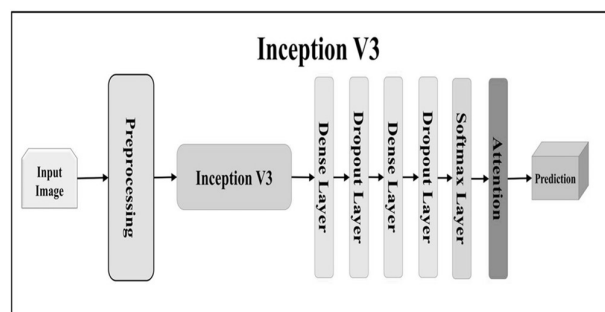 Inception V3
Input
Image
Preprocessing
Inception V3
Dense Layer
Dropout Layer
Dense Layer
Dropout Layer
Softmax Layer
Attention
Prediction